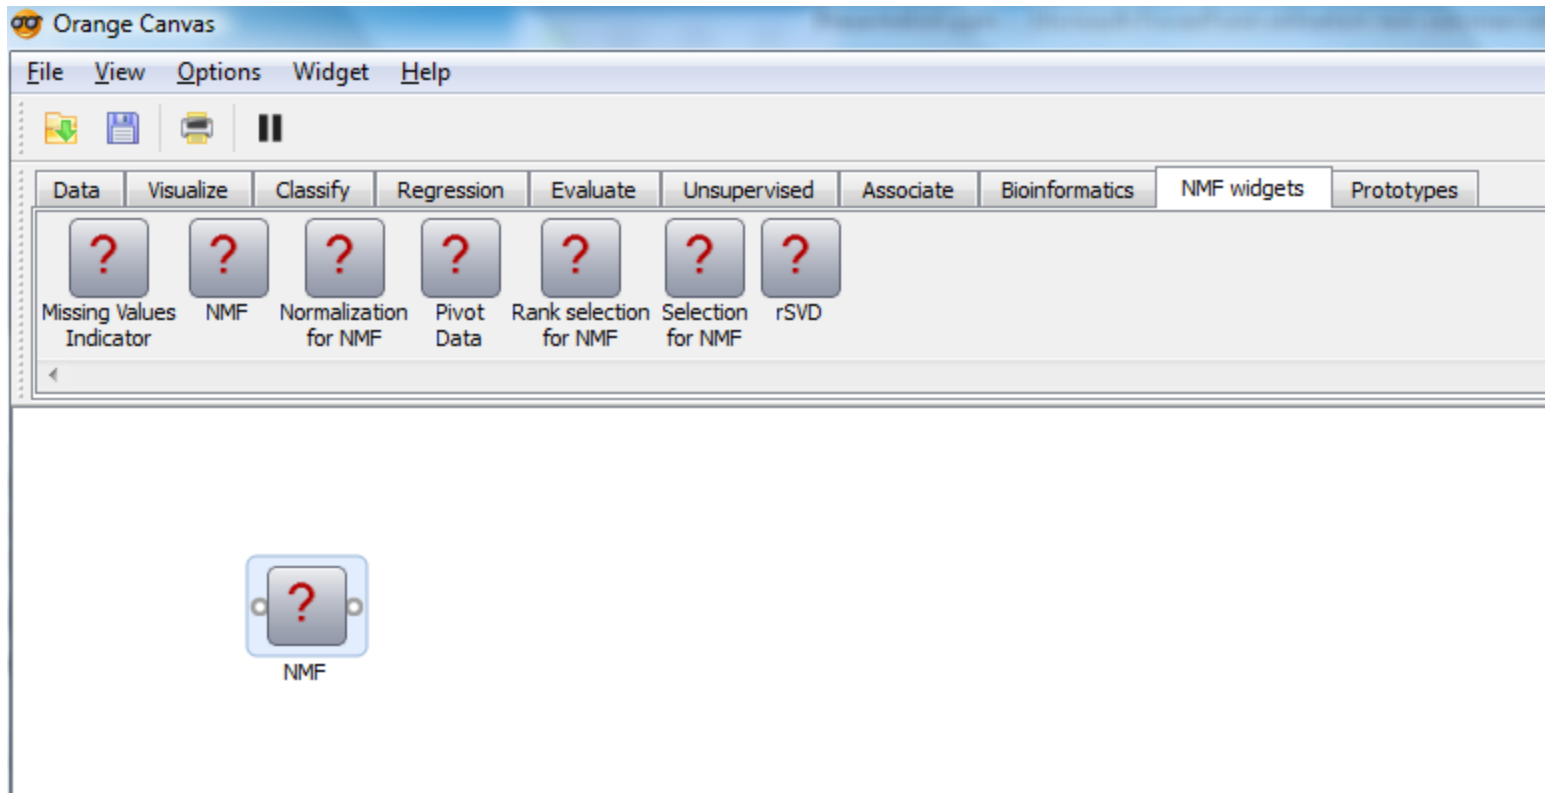 Orange Canvas
File View Options Widget Help
Data Visualize Classify Regression Evaluate Unsupervised Associate Bioinformatics NMF widgets Prototypes
? ? ? ? ? ? ?
Missing Values NMF Normalization Pivot Rank selection Selection rSVD
Indicator for NMF Data for NMF for NMF
?
NMF